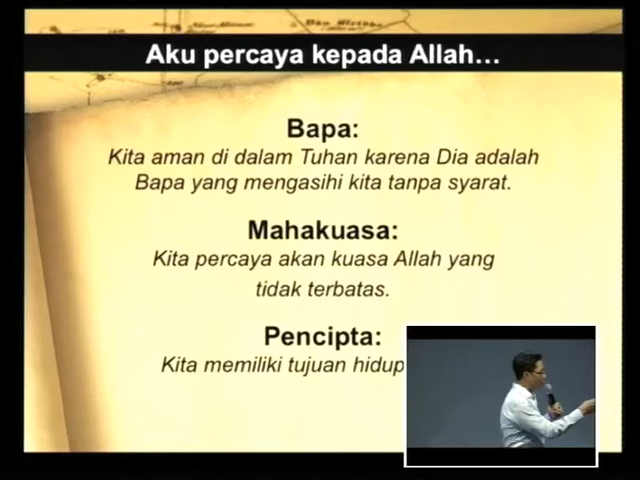 Aku percaya kepada Allah…
Bapa:
Kita aman di dalam Tuhan karena Dia adalah
Bapa yang mengasihi kita tanpa syarat.
Mahakuasa:
Kita percaya akan kuasa Allah yang
tidak terbatas.
Pencipta:
Kita memiliki tujuan hidup